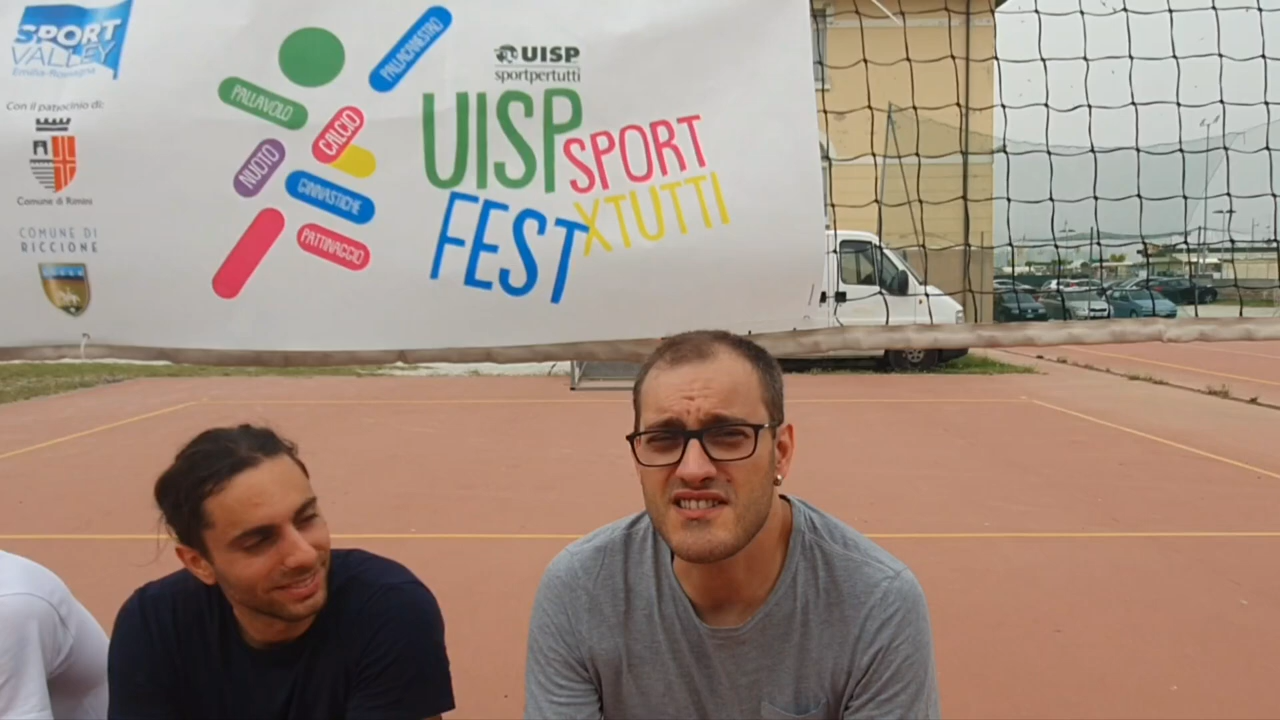 SPORT
VALLEY
Emilia-Romagna
Con il patrocinio di:
Comune di Rimini
COMUNE DI
RICCIONE
PALLACANESTRO
PALLAVOLO
CALCIO
NUOTO
GINNASTICHE
PATTINAGGIO
UISP
sportpertutti
UISP
SPORT
FEST
XTUTTI